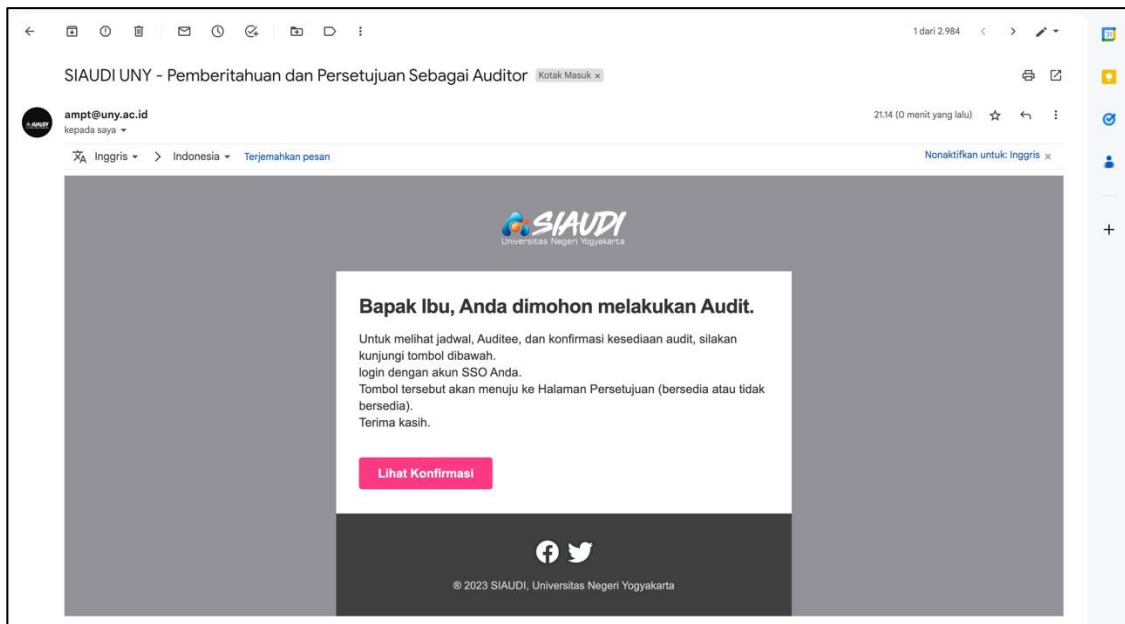 1 dari 2.984
SIAUDI UNY - Pemberitahuan dan Persetujuan Sebagai Auditor Kotak Masuk ×
ampt@uny.ac.id 21.14 (0 menit yang lalu)
kepada saya
Inggris > Indonesia Terjemahkan pesan Nonaktifkan untuk: Inggris ×
SIAUDI
Universitas Negeri Yogyakarta
Bapak Ibu, Anda dimohon melakukan Audit.
Untuk melihat jadwal, Auditee, dan konfirmasi kesediaan audit, silakan
kunjungi tombol dibawah.
login dengan akun SSO Anda.
Tombol tersebut akan menuju ke Halaman Persetujuan (bersedia atau tidak
bersedia).
Terima kasih.
Lihat Konfirmasi
® 2023 SIAUDI, Universitas Negeri Yogyakarta